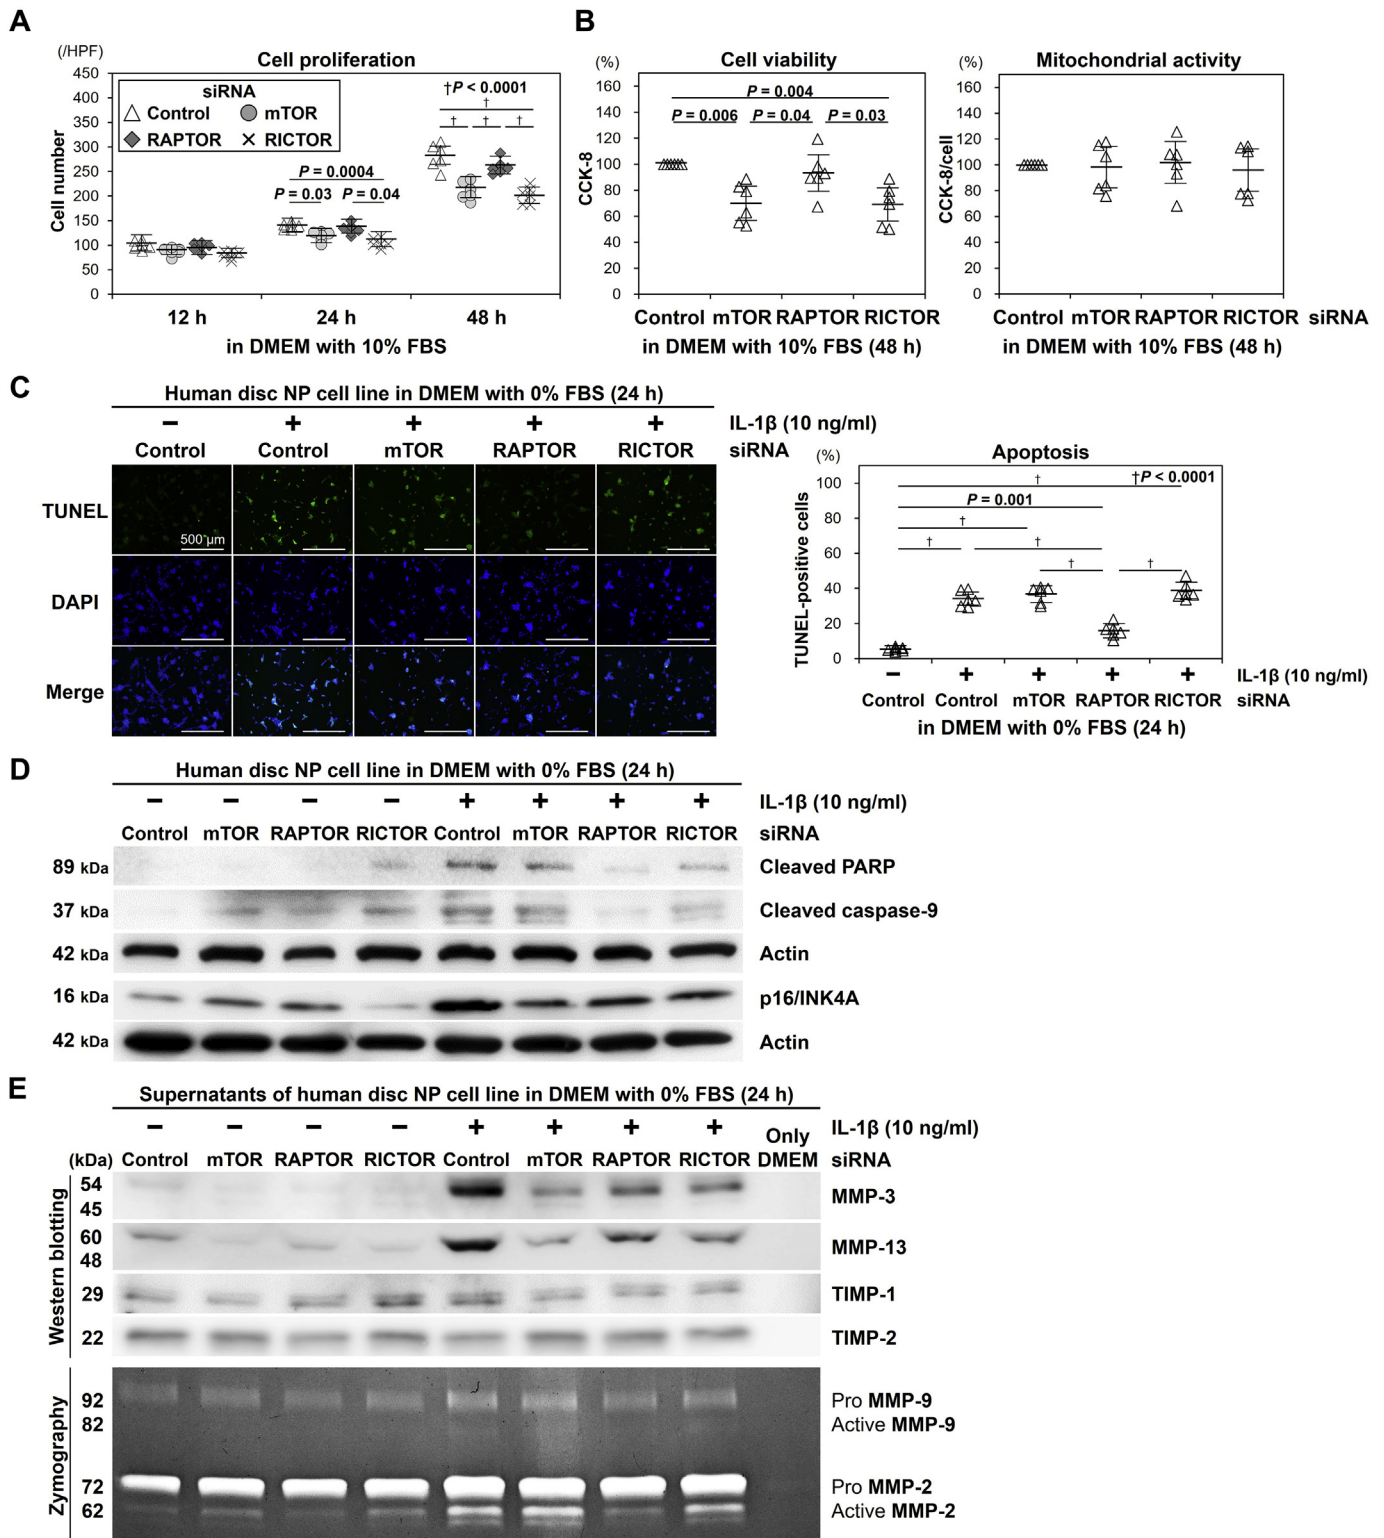 A
(/HPF)
Cell proliferation
450
400
350
300
250
200
150
100
50
0
Cell number
siRNA
Control
mTOR
RAPTOR
RICTOR
†P < 0.0001
†
† † †
P = 0.0004
P = 0.03 P = 0.04
12 h 24 h 48 h
in DMEM with 10% FBS
B
(%)
Cell viability
160
140
120
100
80
60
40
20
0
CCK-8
P = 0.004
P = 0.006 P = 0.04 P = 0.03
Control mTOR RAPTOR RICTOR
in DMEM with 10% FBS (48 h)
(%)
Mitochondrial activity
160
140
120
100
80
60
40
20
0
CCK-8/cell
Control mTOR RAPTOR RICTOR siRNA
in DMEM with 10% FBS (48 h)
C
Human disc NP cell line in DMEM with 0% FBS (24 h)
− + + + + IL-1β (10 ng/ml)
Control Control mTOR RAPTOR RICTOR siRNA
TUNEL
500 µm
DAPI
Merge
(%)
Apoptosis
100
80
60
40
20
0
TUNEL-positive cells
†P < 0.0001
†
P = 0.001
†
† †
† †
− + + + + IL-1β (10 ng/ml)
Control Control mTOR RAPTOR RICTOR siRNA
in DMEM with 0% FBS (24 h)
D
Human disc NP cell line in DMEM with 0% FBS (24 h)
− − − − + + + + IL-1β (10 ng/ml)
Control mTOR RAPTOR RICTOR Control mTOR RAPTOR RICTOR siRNA
89 kDa Cleaved PARP
37 kDa Cleaved caspase-9
42 kDa Actin
16 kDa p16/INK4A
42 kDa Actin
E
Supernatants of human disc NP cell line in DMEM with 0% FBS (24 h)
− − − − + + + + IL-1β (10 ng/ml)
Only
(kDa) Control mTOR RAPTOR RICTOR Control mTOR RAPTOR RICTOR DMEM siRNA
Western blotting
54
45
MMP-3
60
48
MMP-13
29 TIMP-1
22 TIMP-2
Zymography
92 Pro MMP-9
82 Active MMP-9
72 Pro MMP-2
62 Active MMP-2